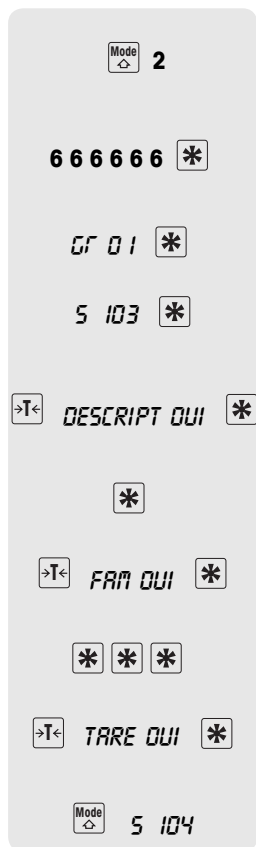 Mode 2
666666 *
Gr 01 *
S 103 *
→T← DESCRIPT OUI *
*
→T← FAM OUI *
* * *
→T← TARE OUI *
Mode S 104